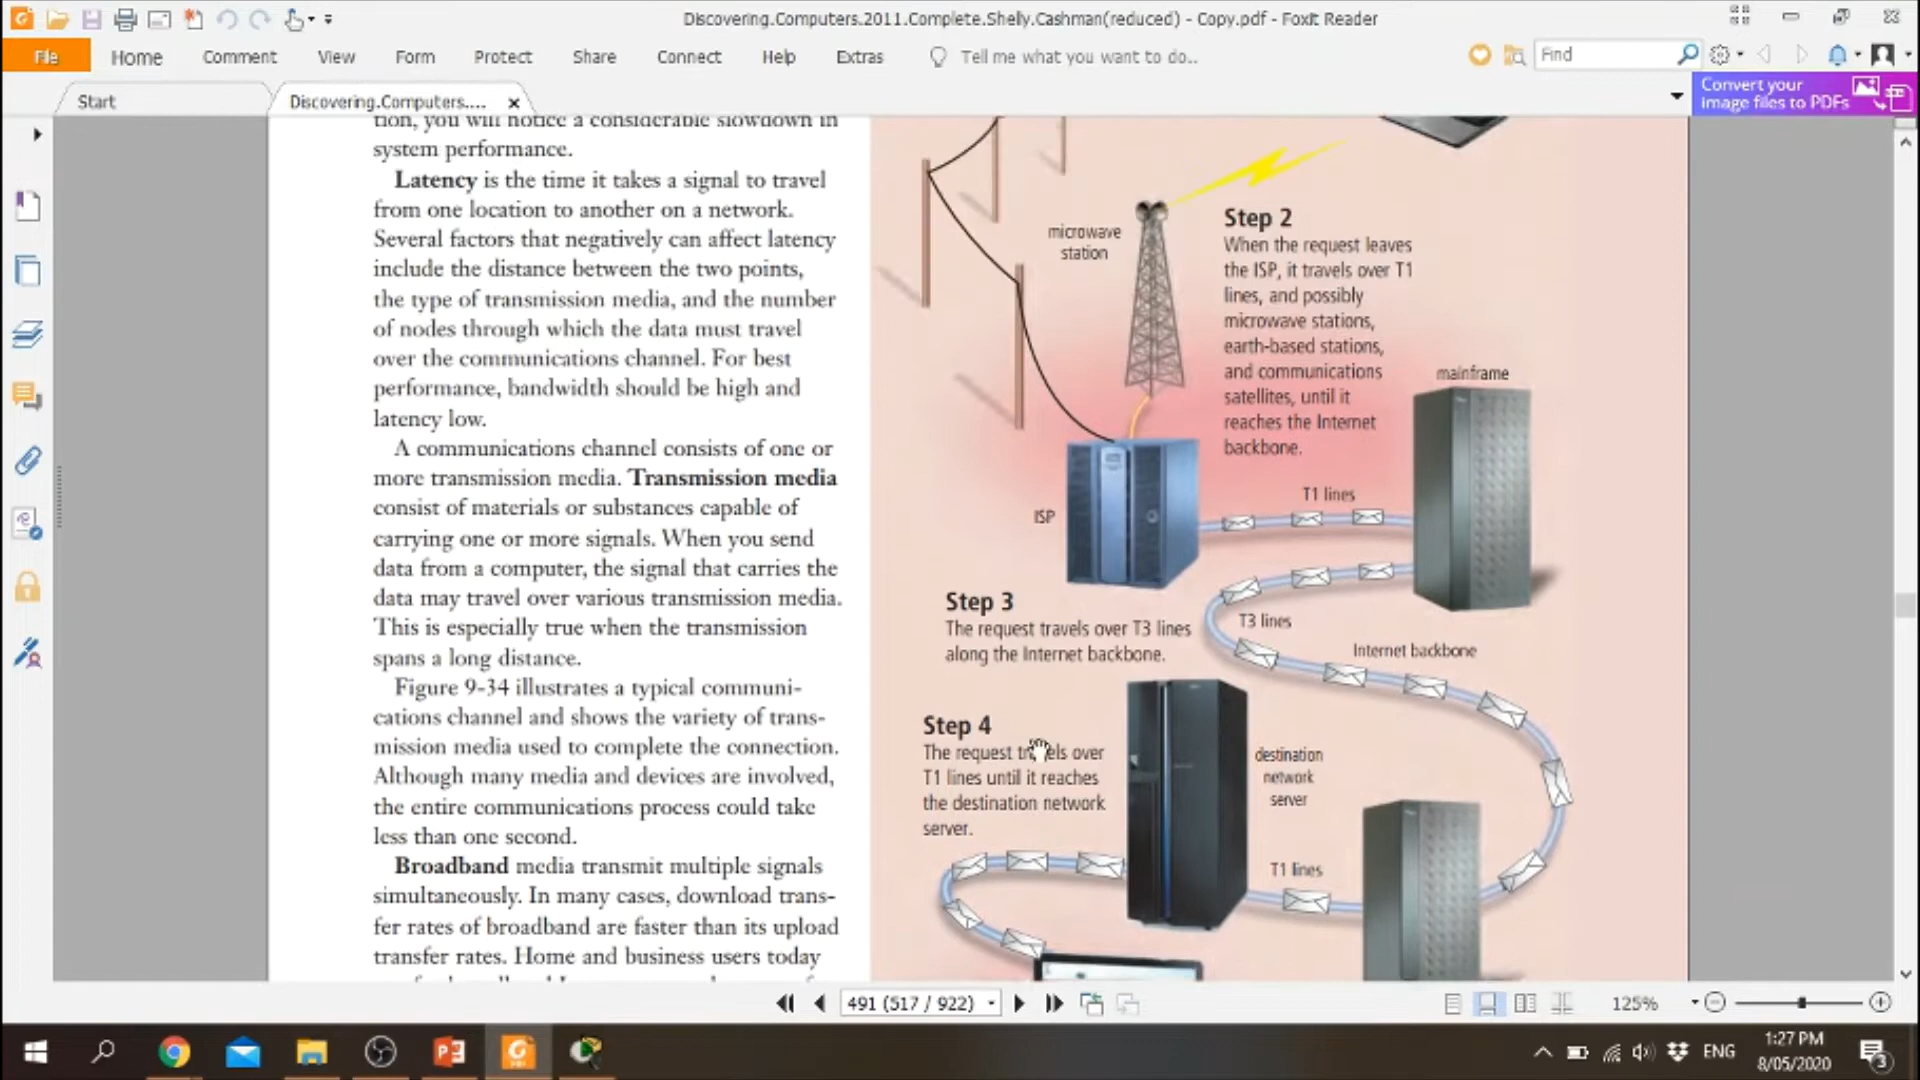 Discovering.Computers.2011.Complete.Shelly.Cashman(reduced) - Copy.pdf - Foxit Reader
File Home Comment View Form Protect Share Connect Help Extras Tell me what you want to do.. Find
Start
Discovering.Computers....
Convert your
image files to PDFs
tion, you will notice a considerable slowdown in
system performance.
Latency is the time it takes a signal to travel
from one location to another on a network.
Several factors that negatively can affect latency
include the distance between the two points,
the type of transmission media, and the number
of nodes through which the data must travel
over the communications channel. For best
performance, bandwidth should be high and
latency low.
A communications channel consists of one or
more transmission media. Transmission media
consist of materials or substances capable of
carrying one or more signals. When you send
data from a computer, the signal that carries the
data may travel over various transmission media.
This is especially true when the transmission
spans a long distance.
Figure 9-34 illustrates a typical communi-
cations channel and shows the variety of trans-
mission media used to complete the connection.
Although many media and devices are involved,
the entire communications process could take
less than one second.
Broadband media transmit multiple signals
simultaneously. In many cases, download trans-
fer rates of broadband are faster than its upload
transfer rates. Home and business users today
microwave
station
Step 2
When the request leaves
the ISP, it travels over T1
lines, and possibly
microwave stations,
earth-based stations,
and communications
satellites, until it
reaches the Internet
backbone.
mainframe
T1 lines
ISP
Step 3
The request travels over T3 lines
along the Internet backbone.
T3 lines
Internet backbone
Step 4
The request travels over
T1 lines until it reaches
the destination network
server.
destination
network
server
T1 lines
491 (517 / 922)
125%
ENG
1:27 PM
8/05/2020
3